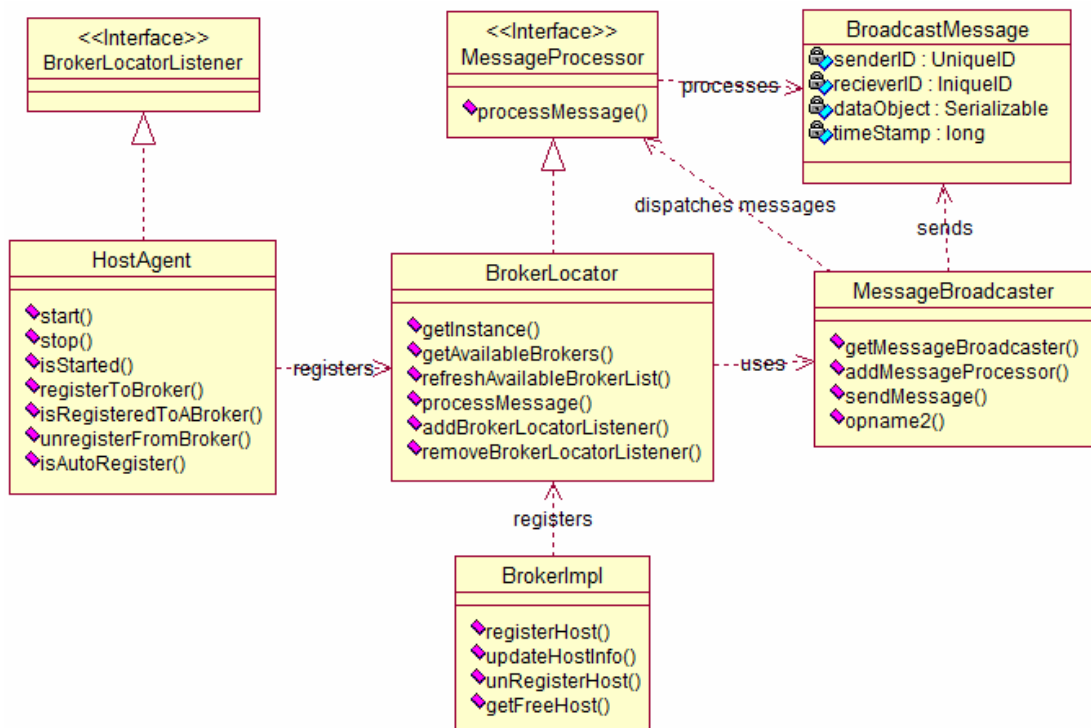 <<Interface>>
BrokerLocatorListener
<<Interface>>
MessageProcessor
processMessage()
BroadcastMessage
senderID : UniqueID
recieverID : IniqueID
dataObject : Serializable
timeStamp : long
processes
dispatches messages
sends
HostAgent
start()
stop()
isStarted()
registerToBroker()
isRegisteredToABroker()
unregisterFromBroker()
isAutoRegister()
registers
BrokerLocator
getInstance()
getAvailableBrokers()
refreshAvailableBrokerList()
processMessage()
addBrokerLocatorListener()
removeBrokerLocatorListener()
uses
MessageBroadcaster
getMessageBroadcaster()
addMessageProcessor()
sendMessage()
opname2()
registers
BrokerImpl
registerHost()
updateHostInfo()
unRegisterHost()
getFreeHost()